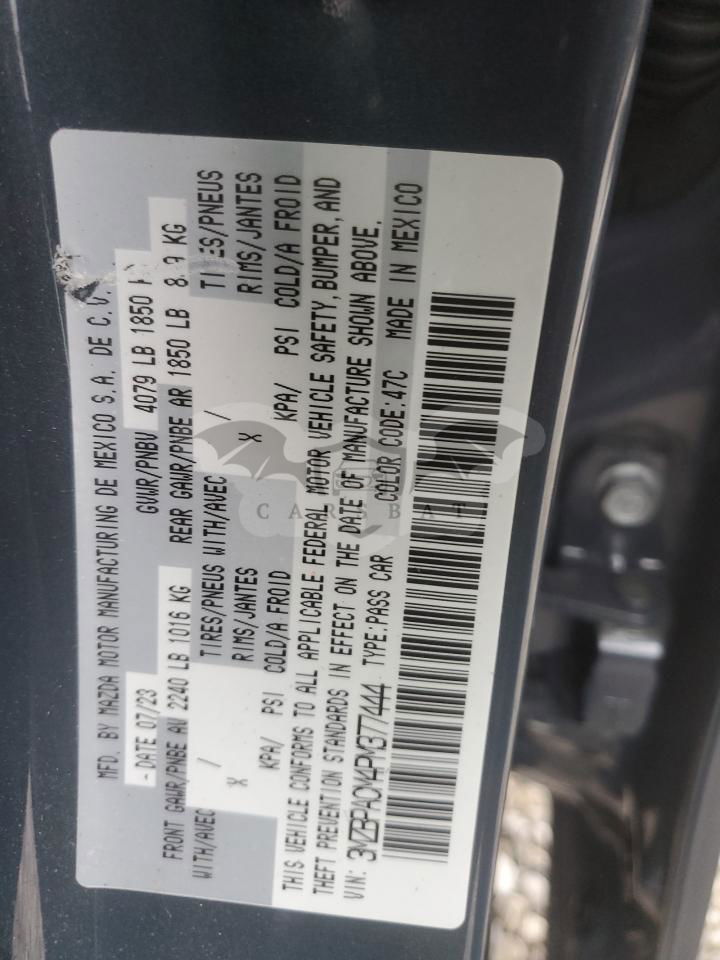 MFD. BY MAZDA MOTOR MANUFACTURING DE MEXICO S.A. DE C.V.
- DATE 07/23 GVWR/PNBV 4079 LB 1850
FRONT GAWR/PNBE AV 2240 LB 1016 KG REAR GAWR/PNBE AR 1850 LB KG
WITH/AVEC TIRES/PNEUS WITH/AVEC TIRES/PNEUS
X / RIMS/JANTES X / RIMS/JANTES
KPA/ PSI COLD/A FROID KPA/ PSI COLD/A FROID
THIS VEHICLE CONFORMS TO ALL APPLICABLE FEDERAL MOTOR VEHICLE SAFETY, BUMPER, AND
THEFT PREVENTION STANDARDS IN EFFECT ON THE DATE OF MANUFACTURE SHOWN ABOVE.
VIN: 3MZBPACM4PM377444 TYPE:PASS CAR COLOR CODE:47C MADE IN MEXICO
CARSBAT